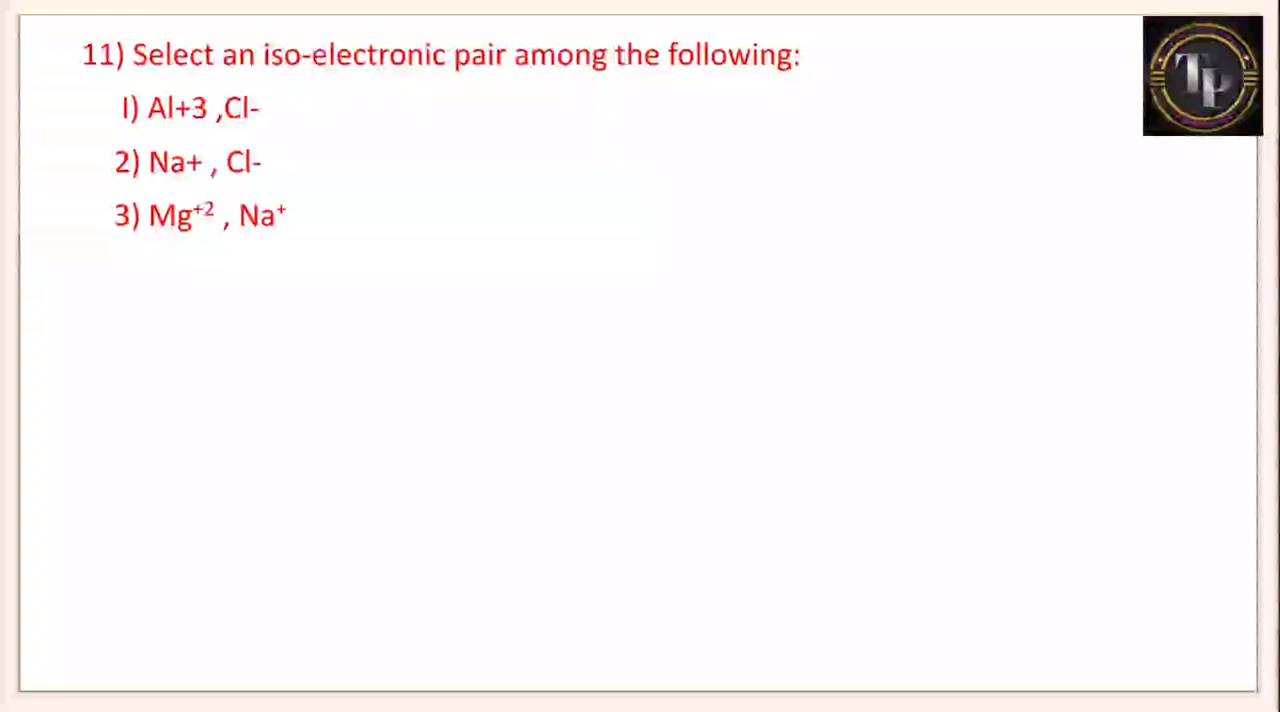 11) Select an iso-electronic pair among the following:
I) Al+3 ,Cl-
2) Na+ , Cl-
3) Mg⁺² , Na⁺
TP